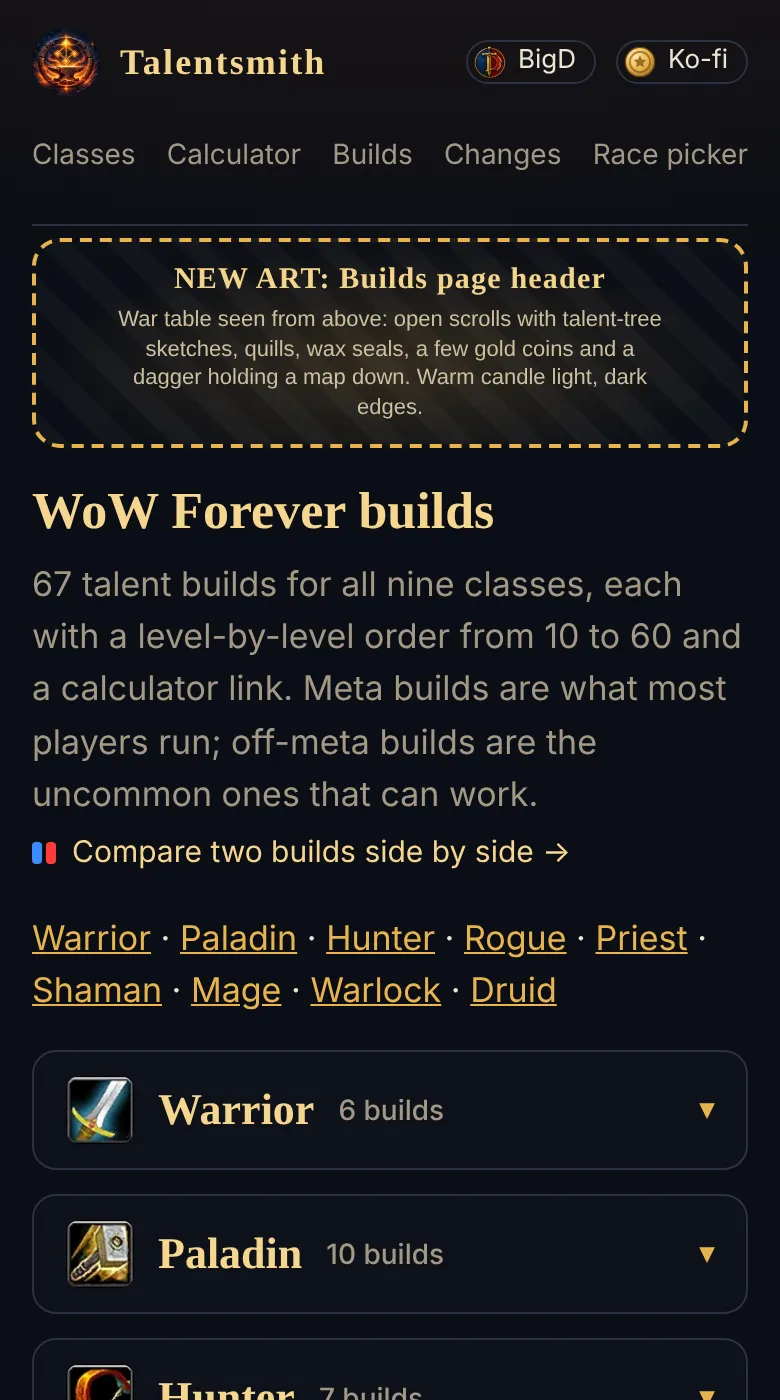 Talentsmith
BigD
Ko-fi
Classes
Calculator
Builds
Changes
Race picker
NEW ART: Builds page header
War table seen from above: open scrolls with talent-tree
sketches, quills, wax seals, a few gold coins and a
dagger holding a map down. Warm candle light, dark
edges.
WoW Forever builds
67 talent builds for all nine classes, each
with a level-by-level order from 10 to 60 and
a calculator link. Meta builds are what most
players run; off-meta builds are the
uncommon ones that can work.
Compare two builds side by side →
Warrior · Paladin · Hunter · Rogue · Priest ·
Shaman · Mage · Warlock · Druid
Warrior 6 builds ▼
Paladin 10 builds ▼
Hunter 7 builds ▼